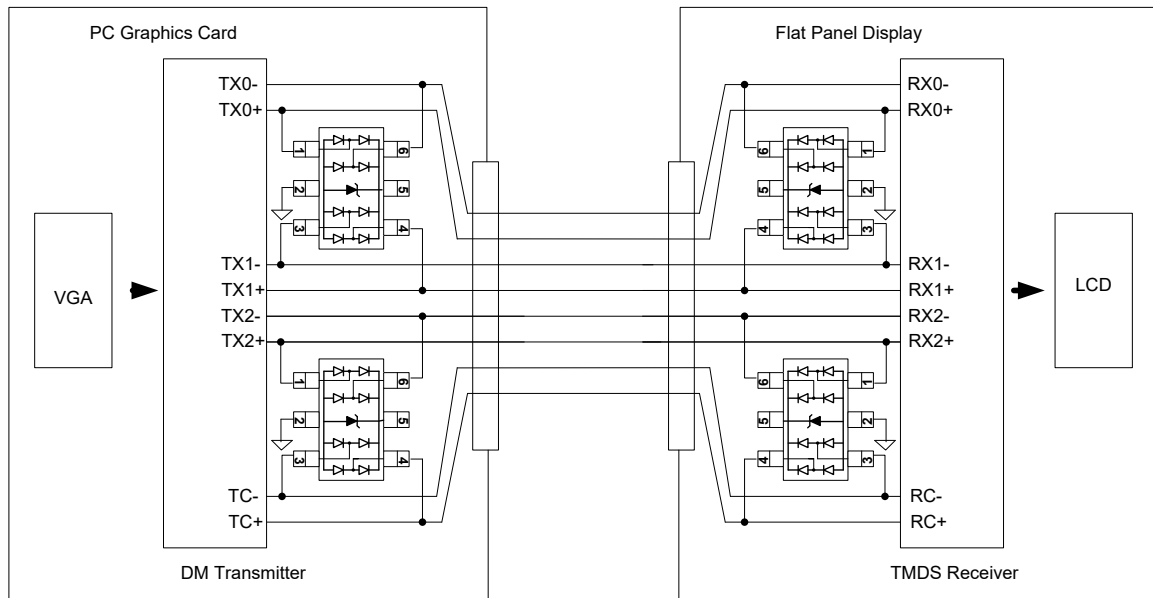 PC Graphics Card
Flat Panel Display
TX0-
TX0+
1
2
3
6
5
4
TX1-
TX1+
TX2-
TX2+
1
2
3
6
5
4
TC-
TC+
VGA
DM Transmitter
RX0-
RX0+
6
5
4
1
2
3
RX1-
RX1+
RX2-
RX2+
6
5
4
1
2
3
RC-
RC+
LCD
TMDS Receiver